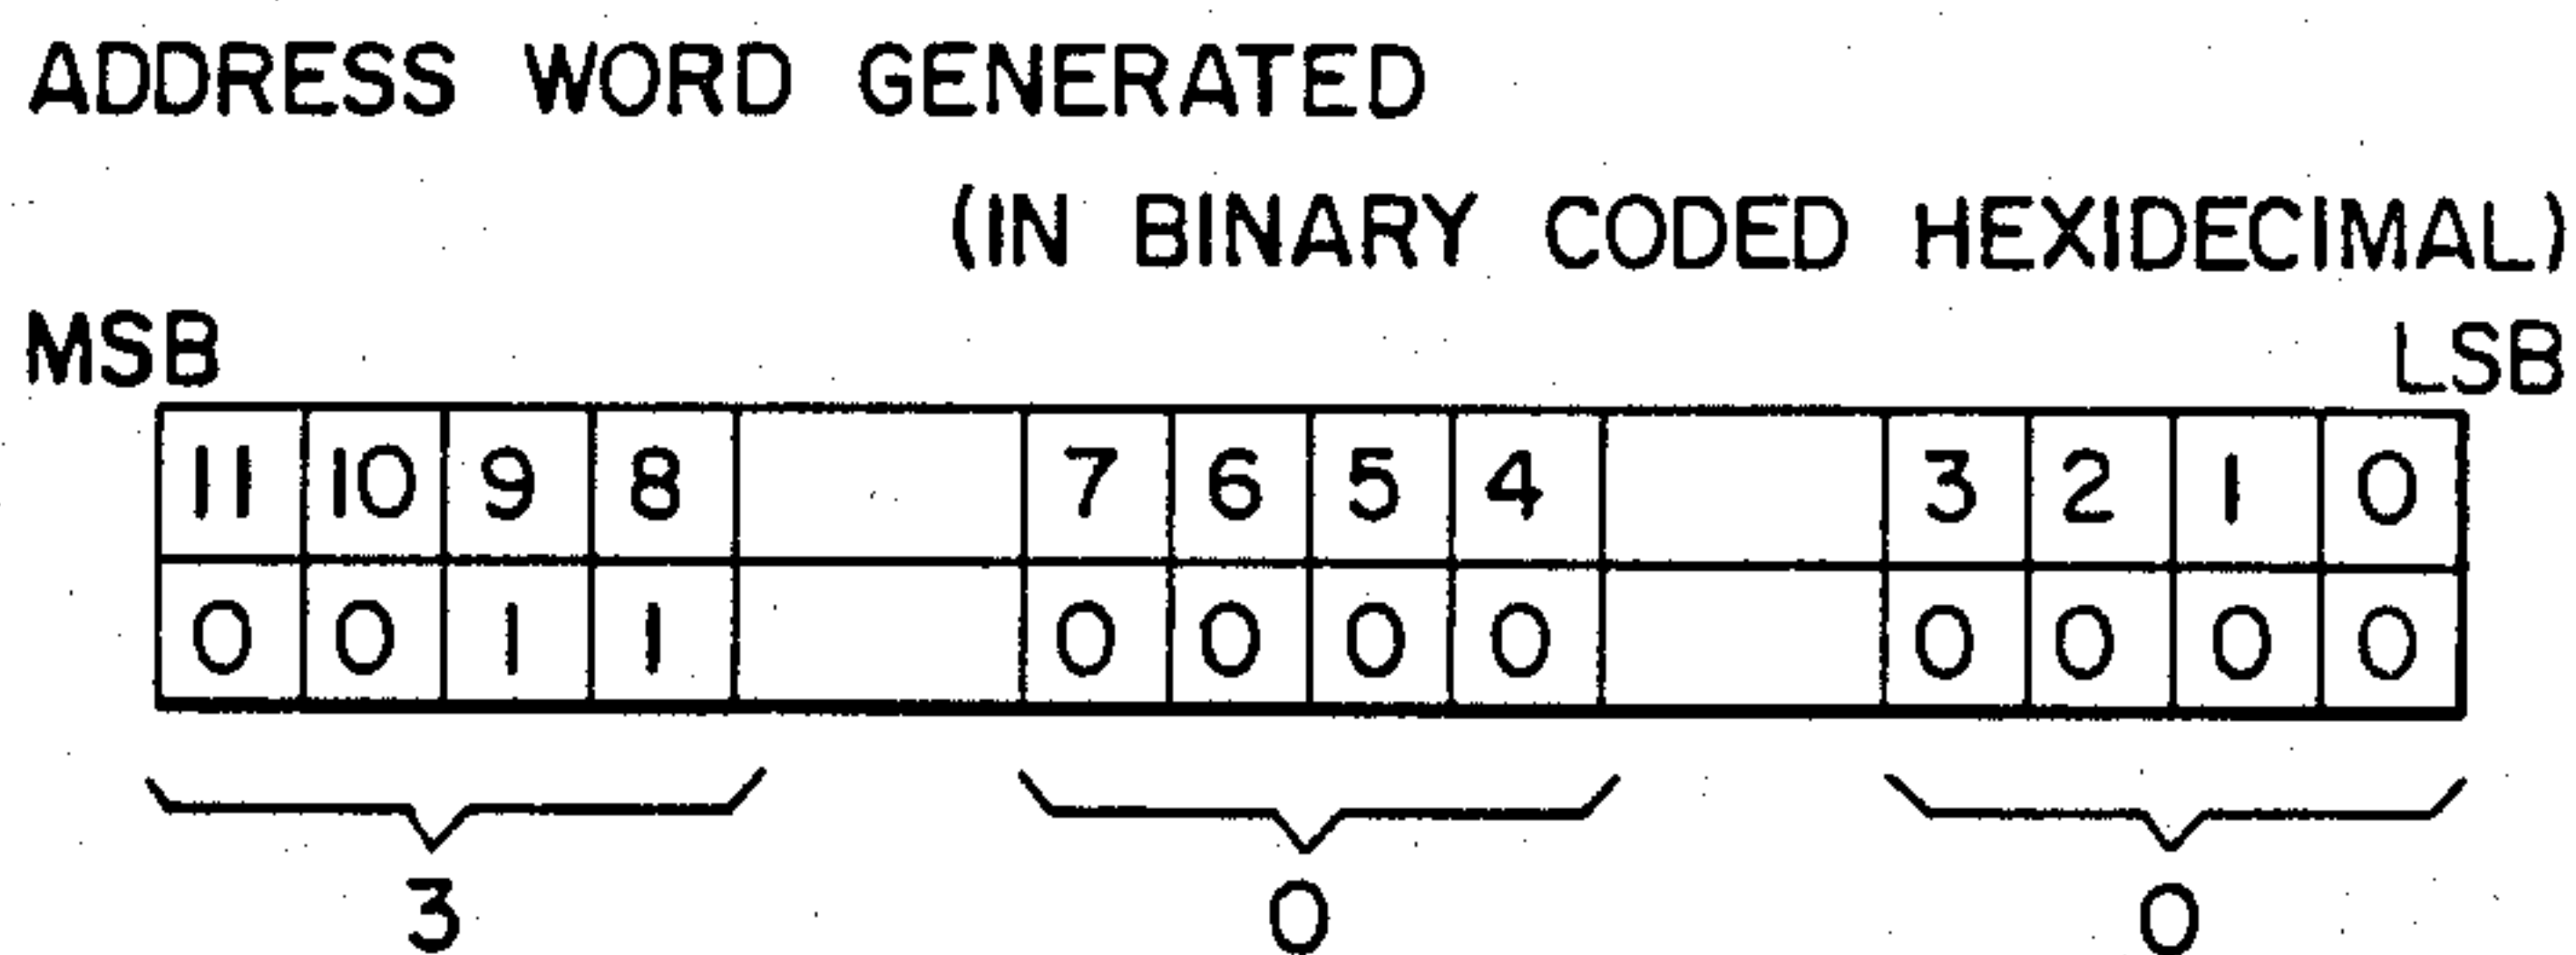 ADDRESS WORD GENERATED
(IN BINARY CODED HEXIDECIMAL)
MSB LSB
11 10 9 8 7 6 5 4 3 2 1 0
0 0 1 1 0 0 0 0 0 0 0 0
3 0 0